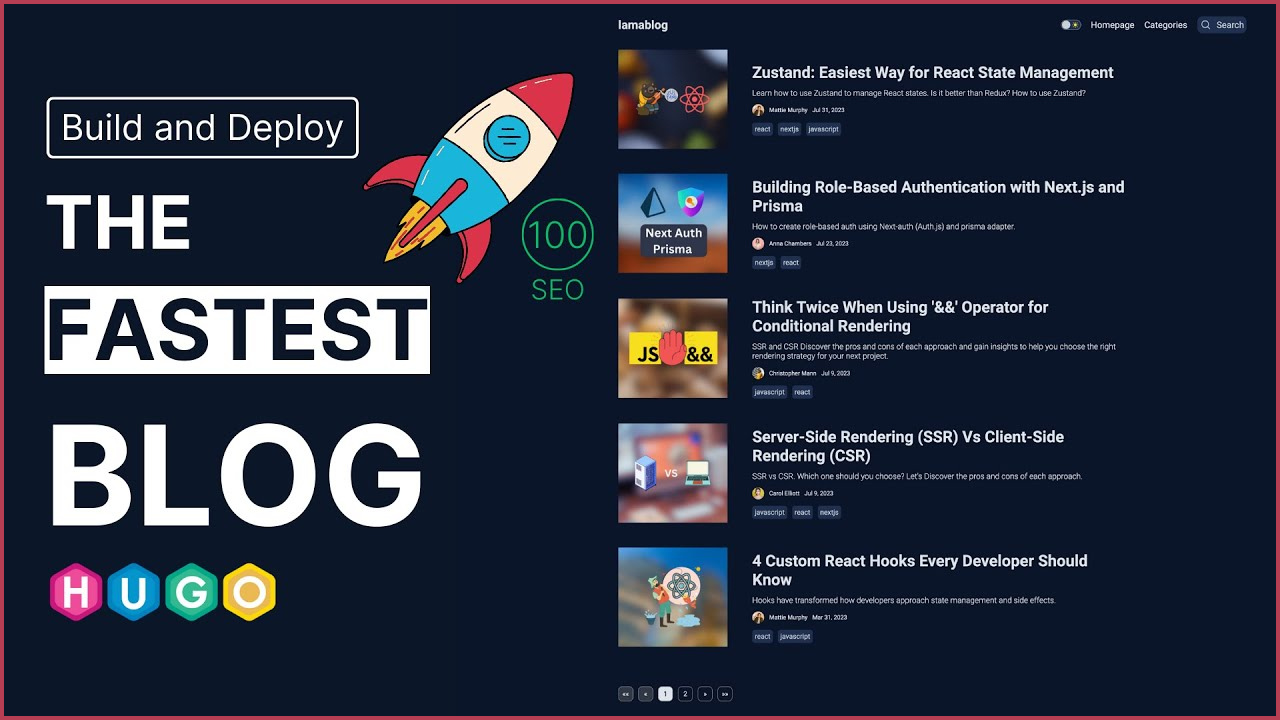 Build and Deploy
THE
FASTEST
BLOG
HUGO
100
SEO
lamablog
Homepage
Categories
Search
Zustand: Easiest Way for React State Management
Learn how to use Zustand to manage React states. Is it better than Redux? How to use Zustand?
Mattie Murphy Jul 31, 2023
react nextjs javascript
Next Auth
Prisma
Building Role-Based Authentication with Next.js and
Prisma
How to create role-based auth using Next-auth (Auth.js) and prisma adapter.
Anna Chambers Jul 23, 2023
nextjs react
JS &&
Think Twice When Using '&&' Operator for
Conditional Rendering
SSR and CSR Discover the pros and cons of each approach and gain insights to help you choose the right
rendering strategy for your next project.
Christopher Mann Jul 9, 2023
javascript react
VS
Server-Side Rendering (SSR) Vs Client-Side
Rendering (CSR)
SSR vs CSR. Which one should you choose? Let's Discover the pros and cons of each approach.
Carol Elliott Jul 9, 2023
javascript react nextjs
4 Custom React Hooks Every Developer Should
Know
Hooks have transformed how developers approach state management and side effects.
Mattie Murphy Mar 31, 2023
react javascript
«« « 1 2 » »»